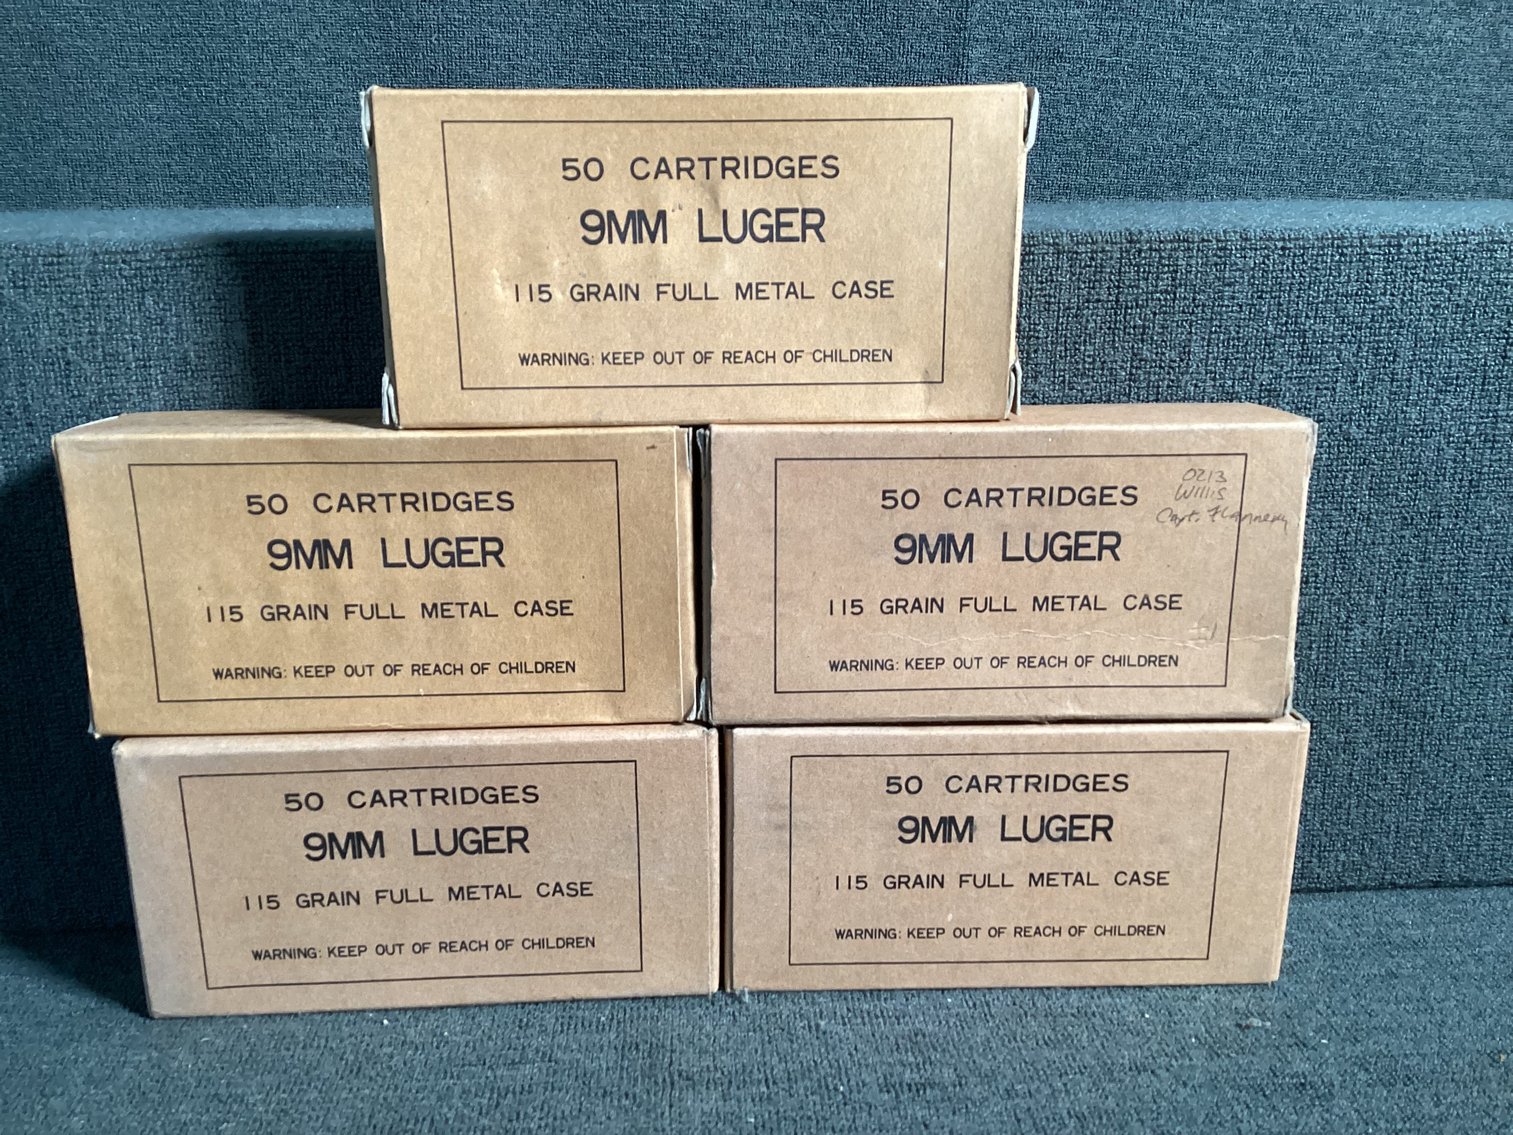 50 CARTRIDGES
9MM LUGER
115 GRAIN FULL METAL CASE
WARNING: KEEP OUT OF REACH OF CHILDREN
50 CARTRIDGES
9MM LUGER
115 GRAIN FULL METAL CASE
WARNING: KEEP OUT OF REACH OF CHILDREN
50 CARTRIDGES
9MM LUGER
115 GRAIN FULL METAL CASE
WARNING: KEEP OUT OF REACH OF CHILDREN
0213
Willis
Capt. Flannery
#1
50 CARTRIDGES
9MM LUGER
115 GRAIN FULL METAL CASE
WARNING: KEEP OUT OF REACH OF CHILDREN
50 CARTRIDGES
9MM LUGER
115 GRAIN FULL METAL CASE
WARNING: KEEP OUT OF REACH OF CHILDREN